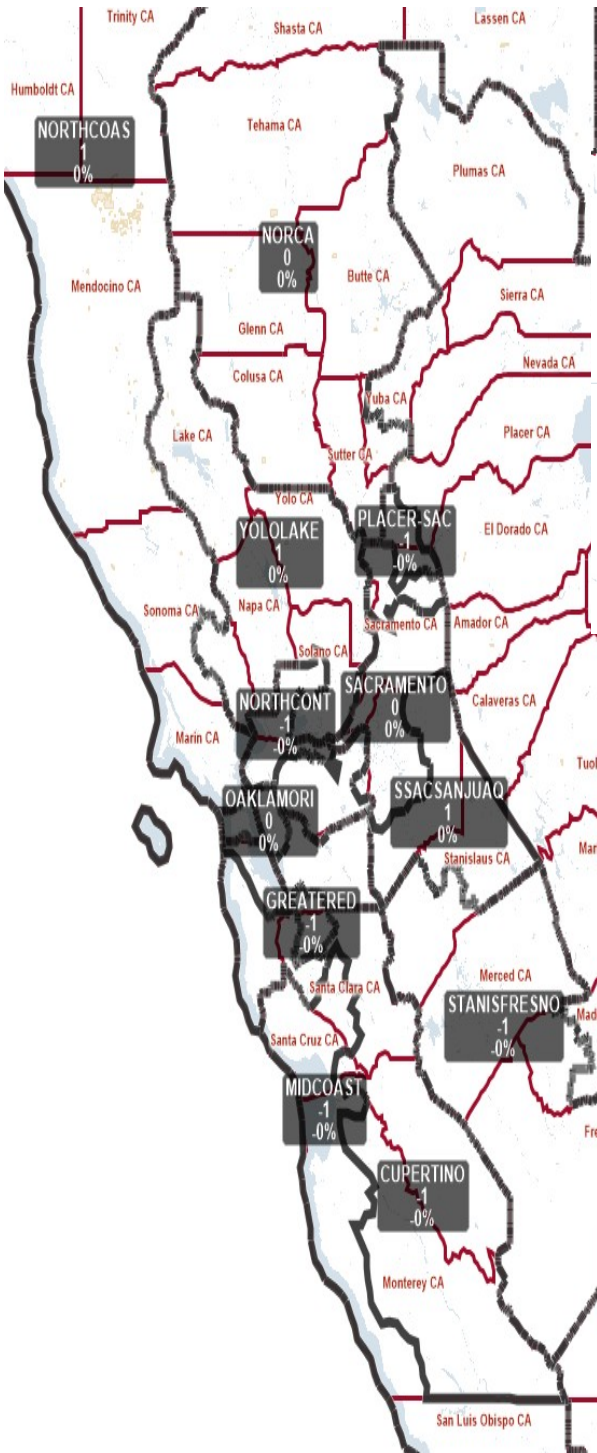 Trinity CA
Shasta CA
Lassen CA
Humboldt CA
NORTHCOAS
1
0%
Tehama CA
Plumas CA
NORCA
0
0%
Mendocino CA
Butte CA
Sierra CA
Glenn CA
Colusa CA
Nevada CA
Yuba CA
Lake CA
Sutter CA
Placer CA
Yolo CA
YOLOLAKE
1
0%
PLACER-SAC
-1
-0%
El Dorado CA
Sonoma CA
Napa CA
Sacramento CA
Amador CA
Solano CA
SACRAMENTO
0
0%
Calaveras CA
NORTHCONT
-1
-0%
Marin CA
Tuol
OAKLAMORI
0
0%
SSACSANJUAQ
1
0%
Mar
Stanislaus CA
GREATERED
-1
-0%
Santa Clara CA
Merced CA
STANISFRESNO
-1
-0%
Mad
Santa Cruz CA
MIDCOAST
-1
-0%
Fre
CUPERTINO
-1
-0%
Monterey CA
San Luis Obispo CA